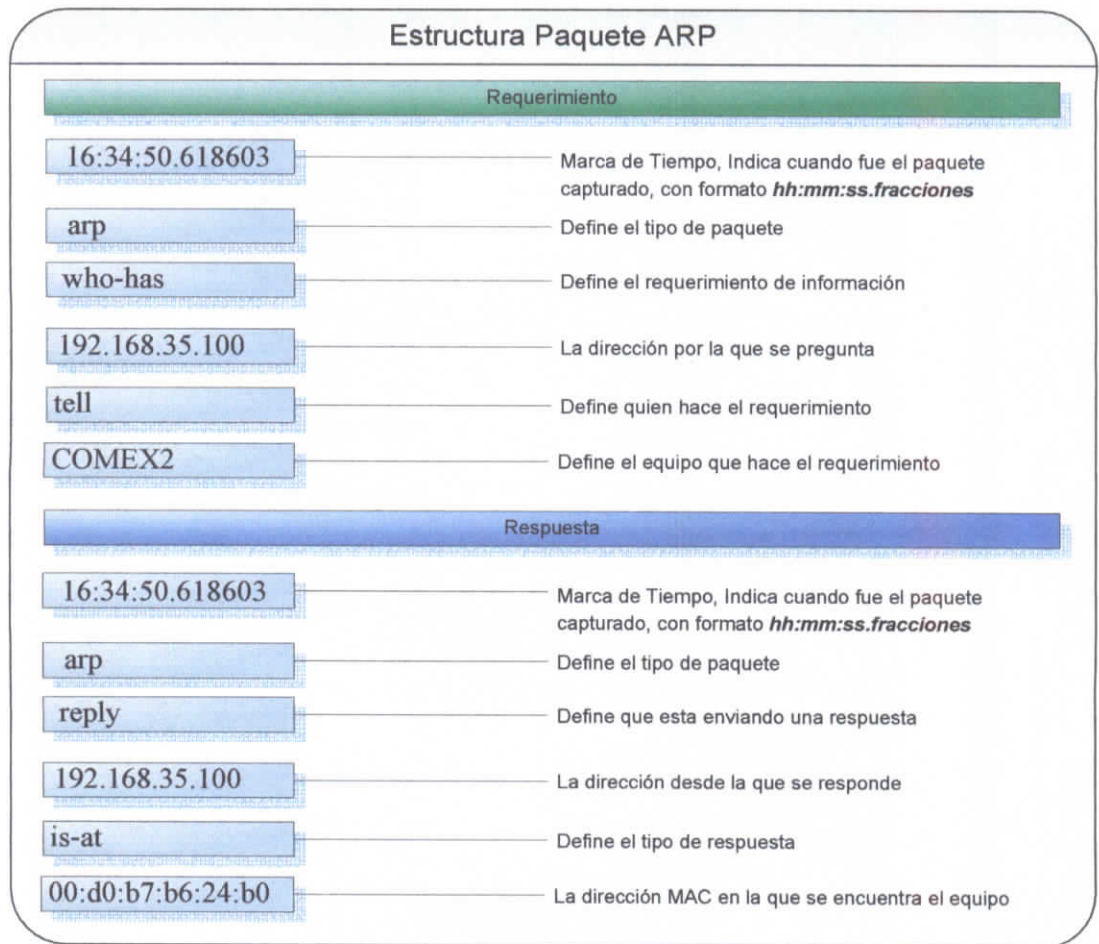 Estructura Paquete ARP
Requerimiento
16:34:50.618603
Marca de Tiempo, Indica cuando fue el paquete
capturado, con formato hh:mm:ss.fracciones
arp
Define el tipo de paquete
who-has
Define el requerimiento de información
192.168.35.100
La dirección por la que se pregunta
tell
Define quien hace el requerimiento
COMEX2
Define el equipo que hace el requerimiento
Respuesta
16:34:50.618603
Marca de Tiempo, Indica cuando fue el paquete
capturado, con formato hh:mm:ss.fracciones
arp
Define el tipo de paquete
reply
Define que esta enviando una respuesta
192.168.35.100
La dirección desde la que se responde
is-at
Define el tipo de respuesta
00:d0:b7:b6:24:b0
La dirección MAC en la que se encuentra el equipo